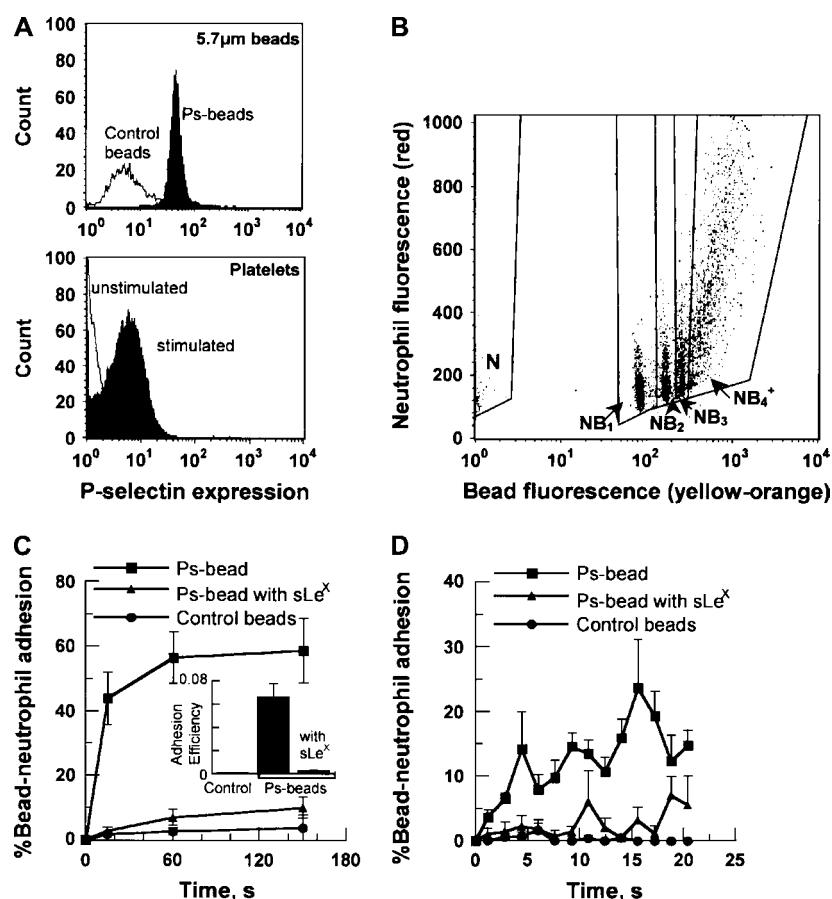 A
5.7µm beads
Count
100
80
60
40
20
0
Control
beads
Ps-beads
10⁰ 10¹ 10² 10³ 10⁴
Platelets
Count
100
80
60
40
20
0
unstimulated
stimulated
10⁰ 10¹ 10² 10³ 10⁴
P-selectin expression
B
Neutrophil fluorescence (red)
1000
800
600
400
200
0
N
NB₁
NB₂
NB₃
NB₄⁺
10⁰ 10¹ 10² 10³ 10⁴
Bead fluorescence (yellow-orange)
C
Ps-bead
Ps-bead with sLeˣ
Control beads
%Bead-neutrophil adhesion
80
60
40
20
0
0.08
Adhesion
Efficiency
0
with
sLeˣ
Control Ps-beads
0 60 120 180
Time, s
D
Ps-bead
Ps-bead with sLeˣ
Control beads
%Bead-neutrophil adhesion
40
30
20
10
0
0 5 10 15 20 25
Time, s